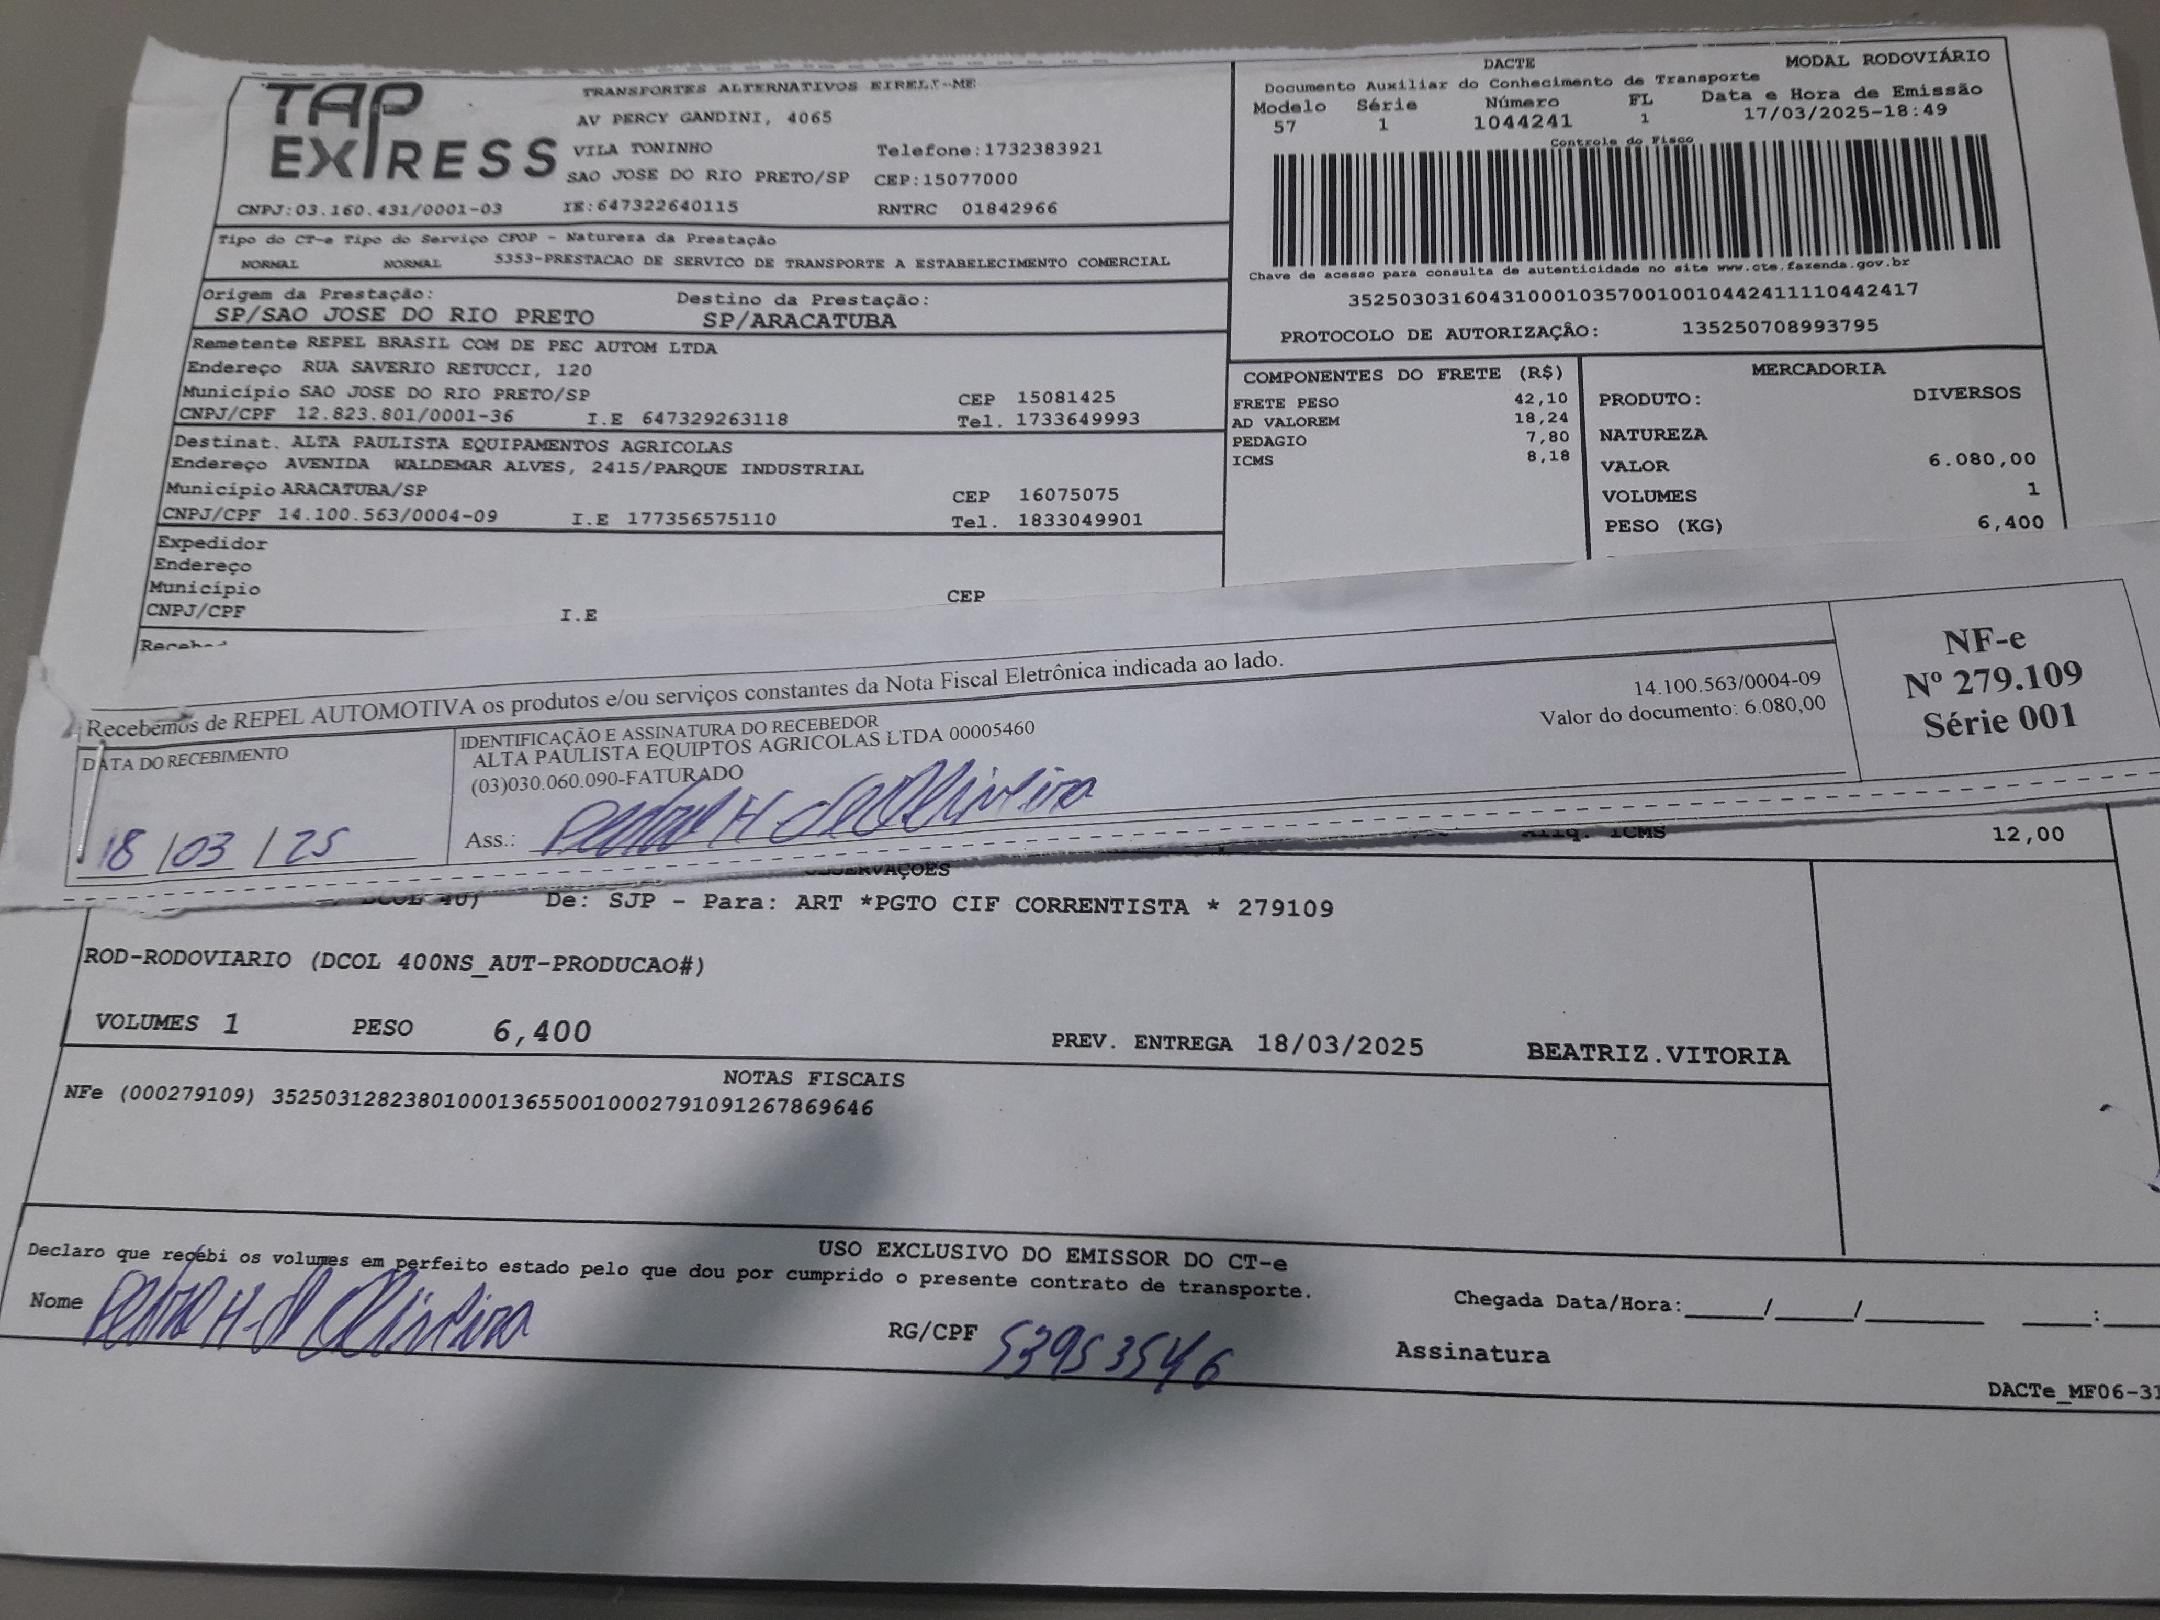 TAP EXPRESS
TRANSPORTES ALTERNATIVOS EIRELI-ME
AV PERCY GANDINI, 4065
VILA TONINHO Telefone:1732383921
SAO JOSE DO RIO PRETO/SP CEP:15077000
CNPJ:03.160.431/0001-03 IE:647322640115 RNTRC 01842966
DACTE MODAL RODOVIÁRIO
Documento Auxiliar do Conhecimento de Transporte
Modelo Série Número FL Data e Hora de Emissão
57 1 1044241 1 17/03/2025-18:49
Controle do Fisco
Chave de acesso para consulta de autenticidade no site www.cte.fazenda.gov.br
35250303160431000103570010010442411110442417
PROTOCOLO DE AUTORIZAÇÃO: 135250708993795
Tipo do CT-e Tipo do Serviço CFOP - Natureza da Prestação
NORMAL NORMAL 5353-PRESTACAO DE SERVICO DE TRANSPORTE A ESTABELECIMENTO COMERCIAL
Origem da Prestação: Destino da Prestação:
SP/SAO JOSE DO RIO PRETO SP/ARACATUBA
Remetente REPEL BRASIL COM DE PEC AUTOM LTDA
Endereço RUA SAVERIO RETUCCI, 120
Município SAO JOSE DO RIO PRETO/SP CEP 15081425
CNPJ/CPF 12.823.801/0001-36 I.E 647329263118 Tel. 1733649993
Destinat. ALTA PAULISTA EQUIPAMENTOS AGRICOLAS
Endereço AVENIDA WALDEMAR ALVES, 2415/PARQUE INDUSTRIAL
Município ARACATUBA/SP CEP 16075075
CNPJ/CPF 14.100.563/0004-09 I.E 177356575110 Tel. 1833049901
Expedidor
Endereço
Município CEP
CNPJ/CPF I.E
COMPONENTES DO FRETE (R$)
FRETE PESO 42,10
AD VALOREM 18,24
PEDAGIO 7,80
ICMS 8,18
MERCADORIA
PRODUTO: DIVERSOS
NATUREZA
VALOR 6.080,00
VOLUMES 1
PESO (KG) 6,400
Recebemos de REPEL AUTOMOTIVA os produtos e/ou serviços constantes da Nota Fiscal Eletrônica indicada ao lado.
14.100.563/0004-09
Valor do documento: 6.080,00
NF-e
Nº 279.109
Série 001
DATA DO RECEBIMENTO
18/03/25
IDENTIFICAÇÃO E ASSINATURA DO RECEBEDOR
ALTA PAULISTA EQUIPTOS AGRICOLAS LTDA 00005460
(03)030.060.090-FATURADO
Ass.: Pedro H de Oliveira
Aliq. ICMS 12,00
OBSERVAÇOES
De: SJP - Para: ART *PGTO CIF CORRENTISTA * 279109
ROD-RODOVIARIO (DCOL 400NS_AUT-PRODUCAO#)
VOLUMES 1 PESO 6,400 PREV. ENTREGA 18/03/2025 BEATRIZ.VITORIA
NOTAS FISCAIS
NFe (000279109) 35250312823801000136550010002791091267869646
USO EXCLUSIVO DO EMISSOR DO CT-e
Declaro que recebi os volumes em perfeito estado pelo que dou por cumprido o presente contrato de transporte.
Nome Pedro H de Oliveira RG/CPF 539535446 Chegada Data/Hora:_____/_____/_______ ____:
Assinatura
DACTe_MF06-31